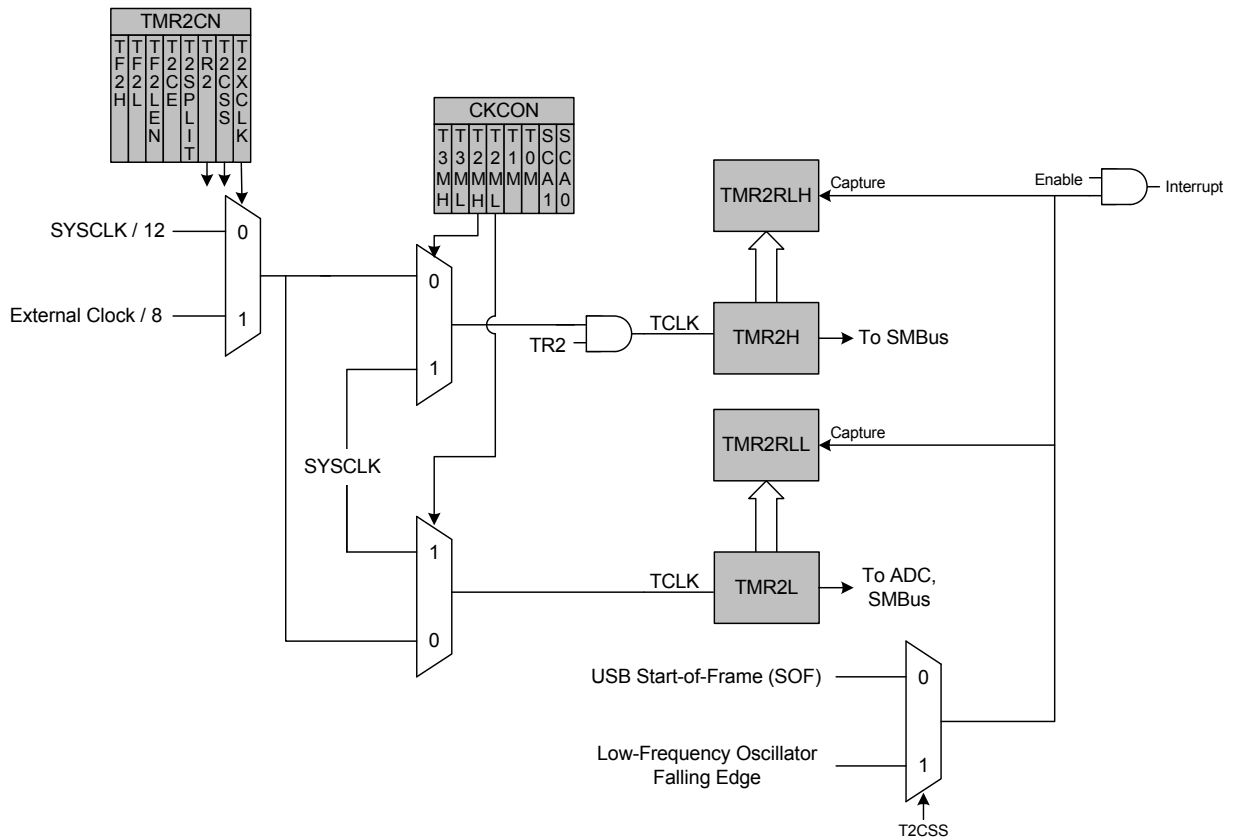 TMR2CN
TF2H
TF2L
TF2LEN
T2CE
T2SPLIT
TR2
T2CSS
T2XCLK
CKCON
T3MH
T3ML
T2MH
T2ML
T1M
T0M
SCA1
SCA0
SYSCLK / 12
0
External Clock / 8
1
0
1
TR2
TCLK
TMR2RLH
Capture
Enable
Interrupt
TMR2H
To SMBus
SYSCLK
TMR2RLL
Capture
1
0
TCLK
TMR2L
To ADC,
SMBus
USB Start-of-Frame (SOF)
0
Low-Frequency Oscillator
Falling Edge
1
T2CSS